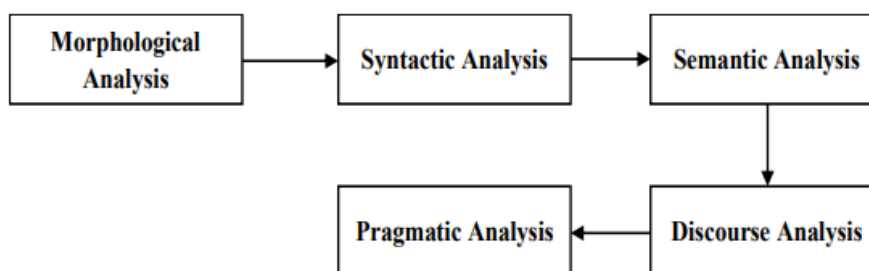 Morphological
Analysis
Syntactic Analysis
Semantic Analysis
Pragmatic Analysis
Discourse Analysis